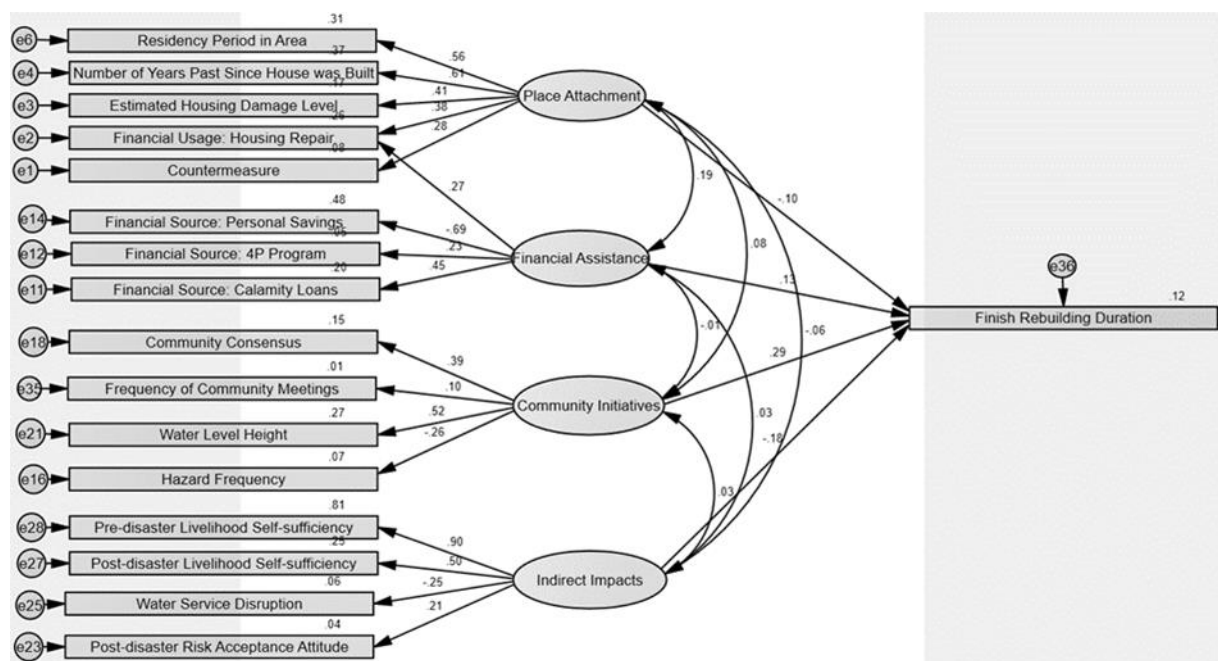 .31
e6 Residency Period in Area
.37
e4 Number of Years Past Since House was Built
.17
e3 Estimated Housing Damage Level
.26
e2 Financial Usage: Housing Repair
.08
e1 Countermeasure
.48
e14 Financial Source: Personal Savings
.05
e12 Financial Source: 4P Program
.20
e11 Financial Source: Calamity Loans
.15
e18 Community Consensus
.01
e35 Frequency of Community Meetings
.27
e21 Water Level Height
.07
e16 Hazard Frequency
.81
e28 Pre-disaster Livelihood Self-sufficiency
.25
e27 Post-disaster Livelihood Self-sufficiency
.06
e25 Water Service Disruption
.04
e23 Post-disaster Risk Acceptance Attitude
.56
.61
.41
.38
.28
.27
-.69
.23
.45
.39
.10
.52
-.26
.90
.50
-.25
.21
Place Attachment
Financial Assistance
Community Initiatives
Indirect Impacts
.19
-.10
.08
.13
-.01
-.06
.29
.03
-.18
.03
e36
.12
Finish Rebuilding Duration